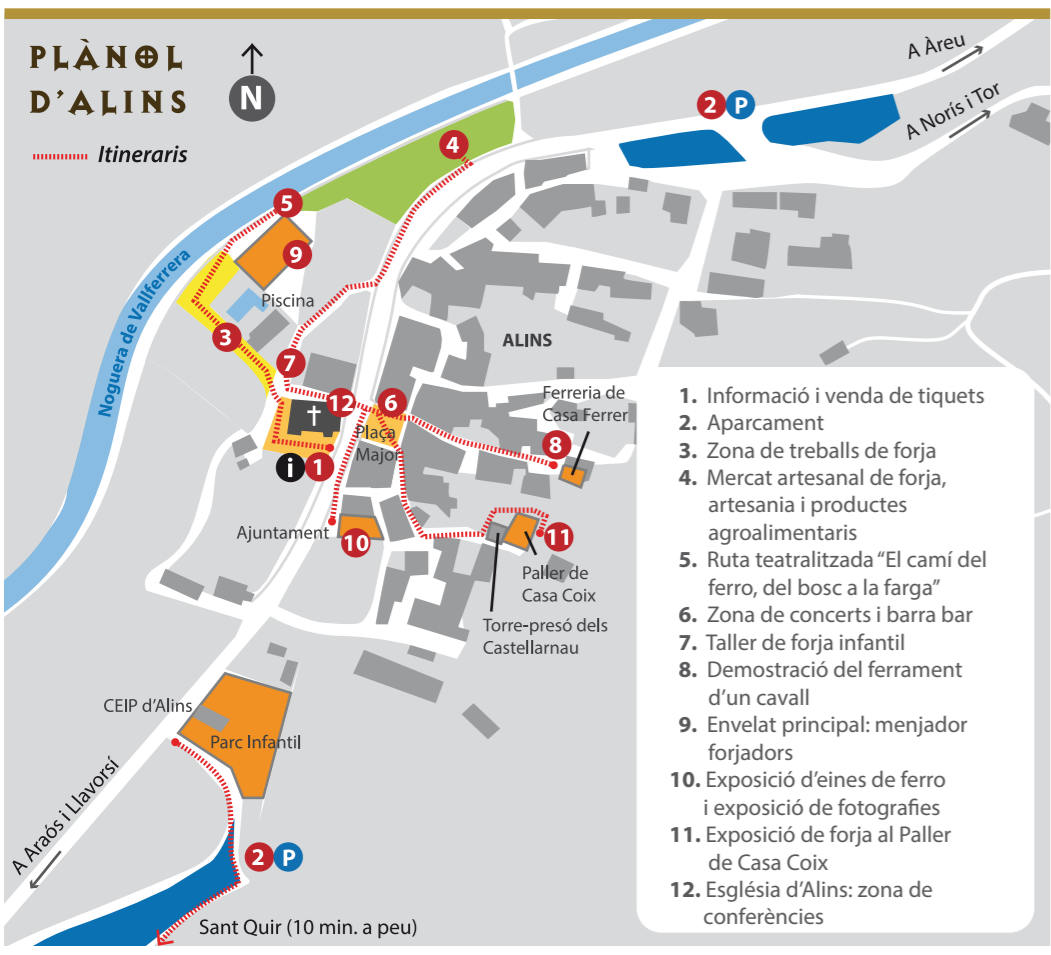 PLÀNOL
D'ALINS
N
Itineraris
A Àreu
A Norís i Tor
2 P
4
5
9
Noguera de Vallferrera
Piscina
3
7
ALINS
12
6
Plaça
Major
Ferreria de
Casa Ferrer
8
i 1
Ajuntament
10
11
Paller de
Casa Coix
Torre-presó dels
Castellarnau
CEIP d'Alins
Parc Infantil
A Araós i Llavorsí
2 P
Sant Quir (10 min. a peu)
1. Informació i venda de tiquets
2. Aparcament
3. Zona de treballs de forja
4. Mercat artesanal de forja,
artesania i productes
agroalimentaris
5. Ruta teatralitzada “El camí del
ferro, del bosc a la farga”
6. Zona de concerts i barra bar
7. Taller de forja infantil
8. Demostració del ferrament
d'un cavall
9. Envelat principal: menjador
forjadors
10. Exposició d'eines de ferro
i exposició de fotografies
11. Exposició de forja al Paller
de Casa Coix
12. Església d'Alins: zona de
conferències